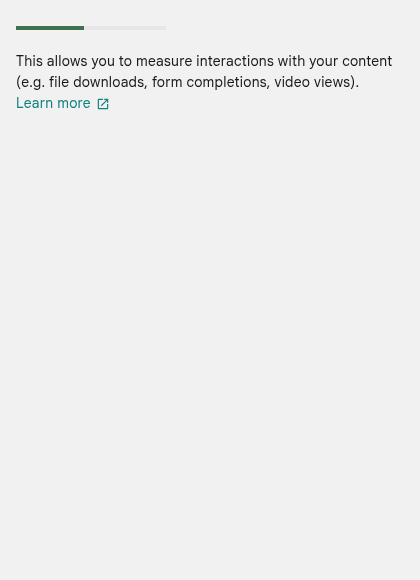 This allows you to measure interactions with your content
(e.g. file downloads, form completions, video views).
Learn more